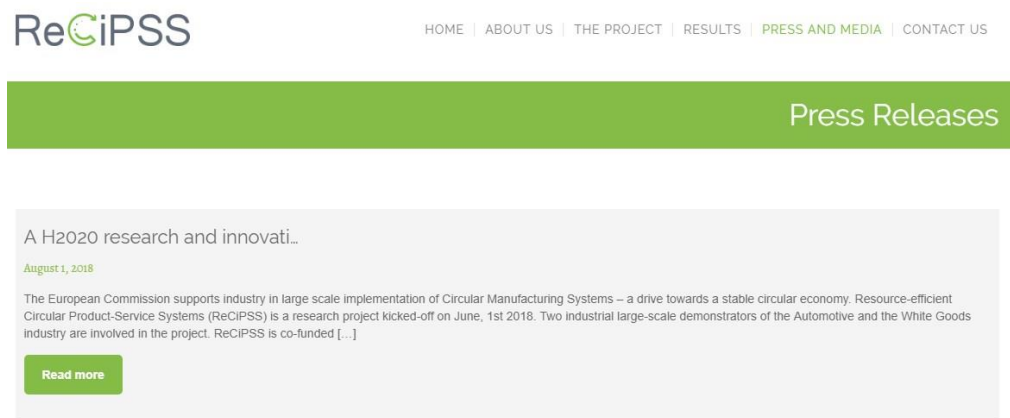 ReCiPSS
HOME | ABOUT US | THE PROJECT | RESULTS | PRESS AND MEDIA | CONTACT US
Press Releases
A H2020 research and innovati...
August 1, 2018
The European Commission supports industry in large scale implementation of Circular Manufacturing Systems – a drive towards a stable circular economy. Resource-efficient
Circular Product-Service Systems (ReCiPSS) is a research project kicked-off on June, 1st 2018. Two industrial large-scale demonstrators of the Automotive and the White Goods
industry are involved in the project. ReCiPSS is co-funded […]
Read more